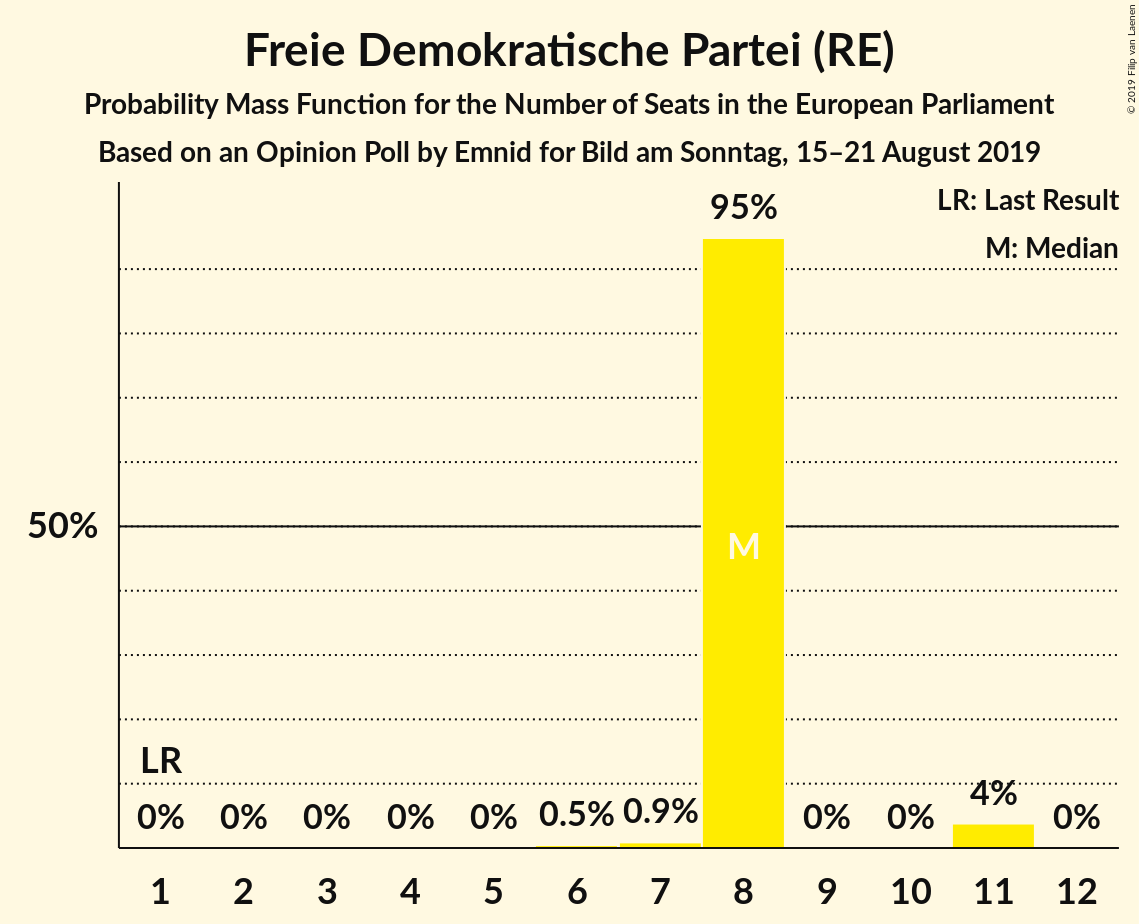 Freie Demokratische Partei (RE)
Probability Mass Function for the Number of Seats in the European Parliament
Based on an Opinion Poll by Emnid for Bild am Sonntag, 15–21 August 2019
© 2019 Filip van Laenen
LR: Last Result
M: Median
95%
50%
M
LR
0% 0% 0% 0% 0% 0.5% 0.9% 0% 0% 4% 0%
1 2 3 4 5 6 7 8 9 10 11 12